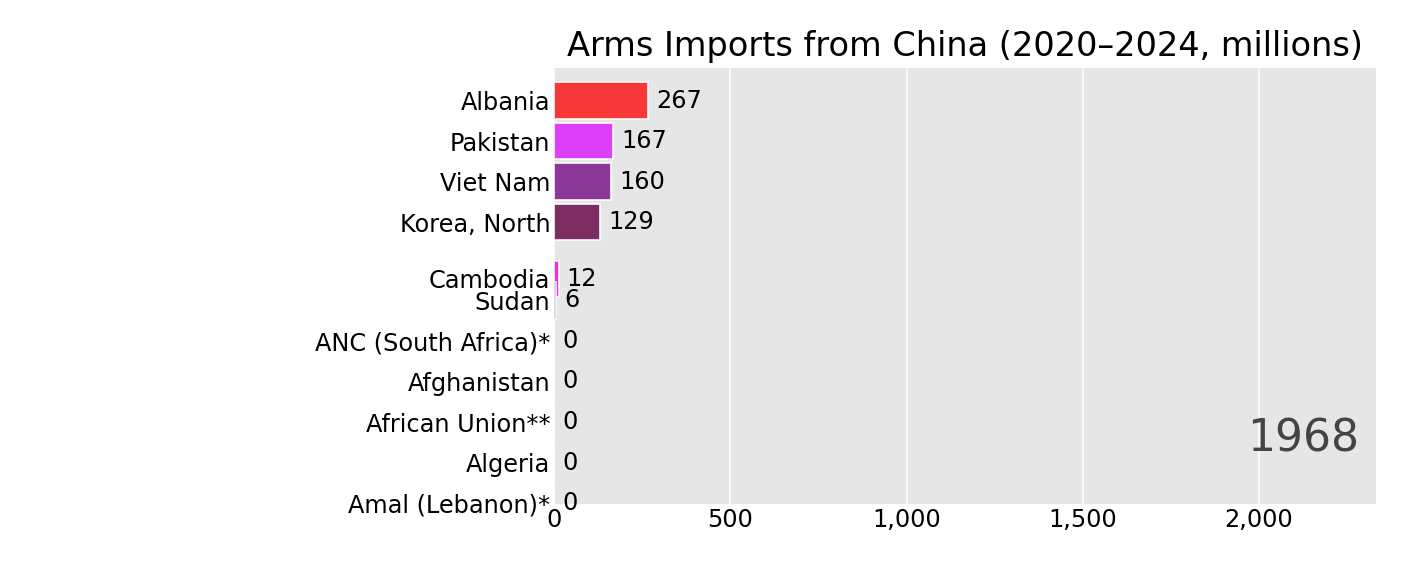 Arms Imports from China (2020–2024, millions)
Albania 267
Pakistan 167
Viet Nam 160
Korea, North 129
Cambodia 12
Sudan 6
ANC (South Africa)* 0
Afghanistan 0
African Union** 0
Algeria 0
Amal (Lebanon)* 0
1968
0 500 1,000 1,500 2,000